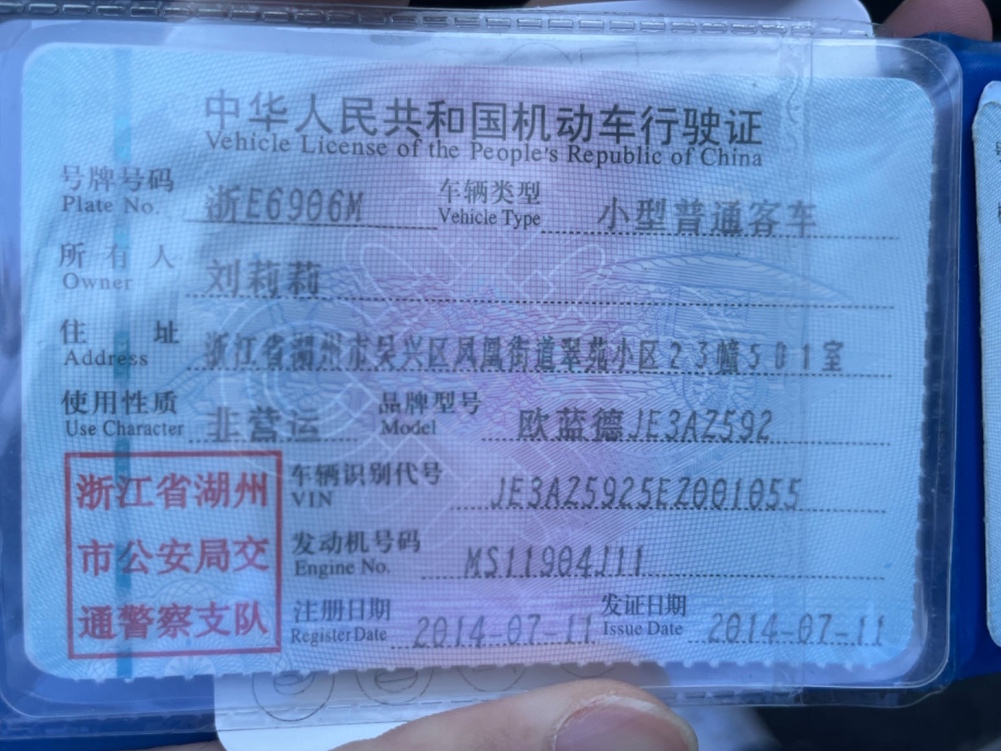 中华人民共和国机动车行驶证
Vehicle License of the People's Republic of China
号牌号码 浙E6906M 车辆类型 小型普通客车
Plate No. Vehicle Type
所有人 刘莉莉
Owner
住址 浙江省湖州市吴兴区凤凰街道翠苑小区23幢501室
Address
使用性质 非营运 品牌型号 欧蓝德JE3AZ592
Use Character Model
浙江省湖州
市公安局交
通警察支队
车辆识别代号 JE3AZ5925EZ001055
VIN
发动机号码 MS11904J11
Engine No.
注册日期 2014-07-11 发证日期 2014-07-11
Register Date Issue Date